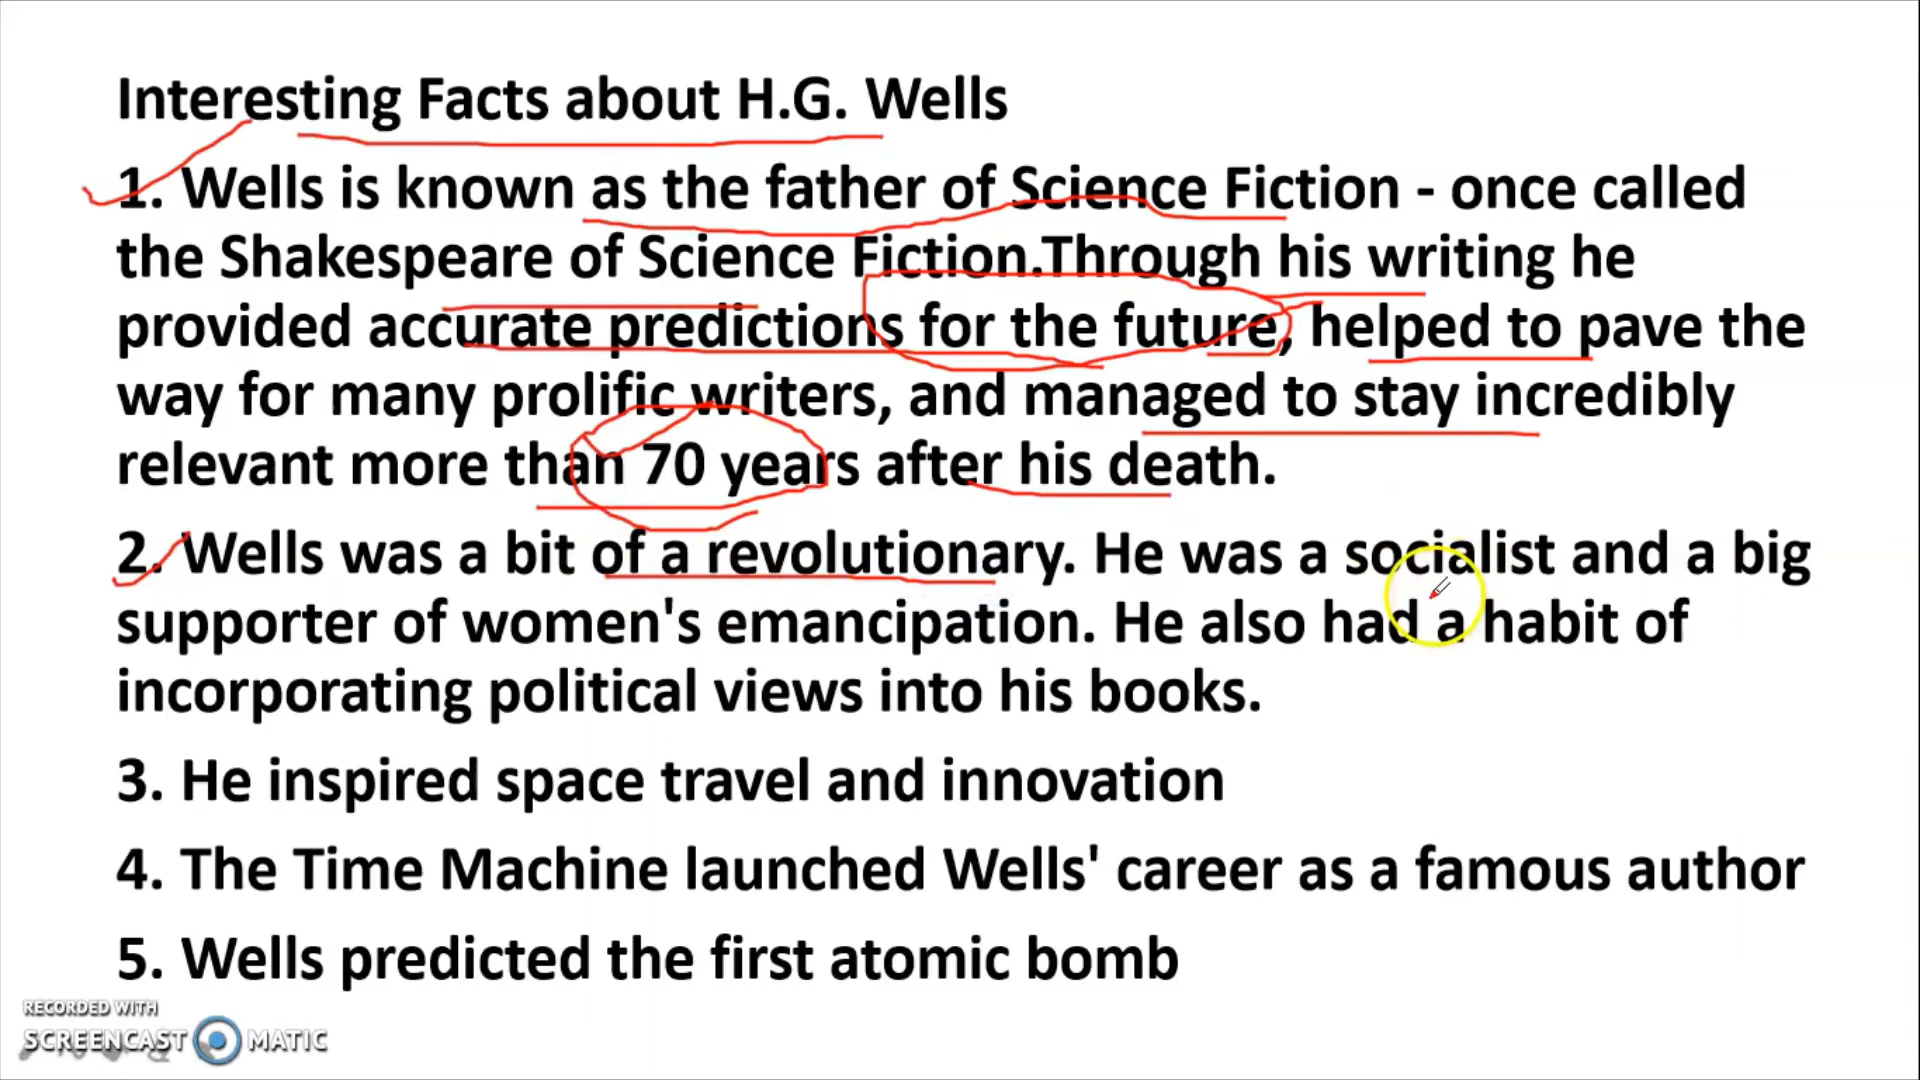 Interesting Facts about H.G. Wells
1. Wells is known as the father of Science Fiction - once called
the Shakespeare of Science Fiction.Through his writing he
provided accurate predictions for the future, helped to pave the
way for many prolific writers, and managed to stay incredibly
relevant more than 70 years after his death.
2. Wells was a bit of a revolutionary. He was a socialist and a big
supporter of women's emancipation. He also had a habit of
incorporating political views into his books.
3. He inspired space travel and innovation
4. The Time Machine launched Wells' career as a famous author
5. Wells predicted the first atomic bomb
RECORDED WITH
SCREENCAST MATIC